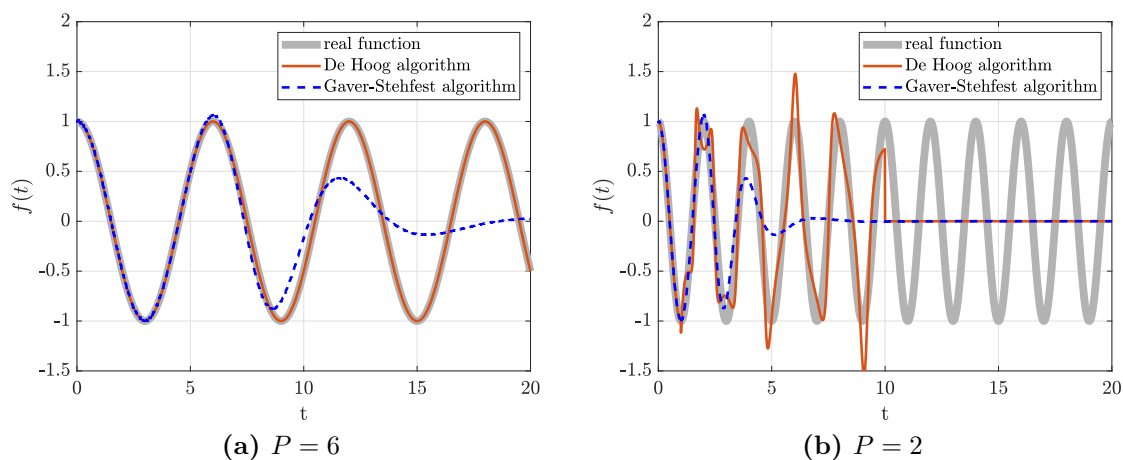 2
1.5
1
0.5
0
-0.5
-1
-1.5
f(t)
0 5 10 15 20
t
real function
De Hoog algorithm
Gaver-Stehfest algorithm
(a) P = 6
2
1.5
1
0.5
0
-0.5
-1
-1.5
f(t)
0 5 10 15 20
t
real function
De Hoog algorithm
Gaver-Stehfest algorithm
(b) P = 2